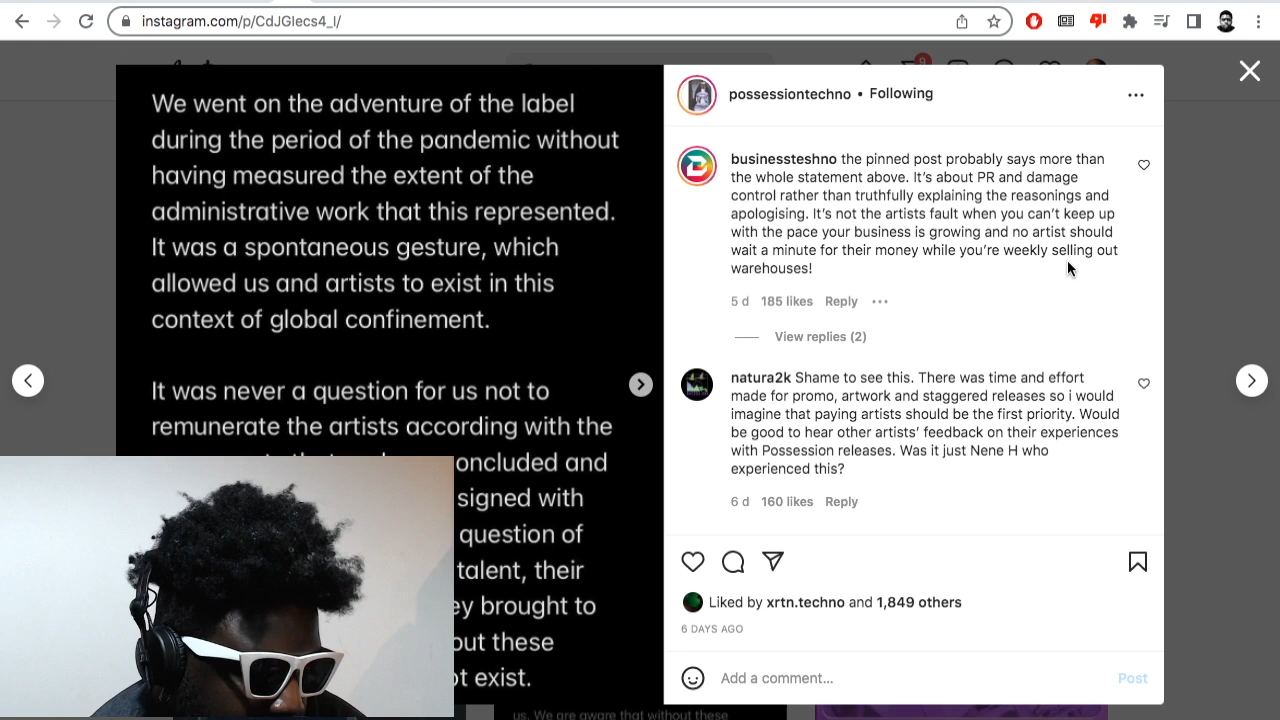 instagram.com/p/CdJGlecs4_l/
9
We went on the adventure of the label
during the period of the pandemic without
having measured the extent of the
administrative work that this represented.
It was a spontaneous gesture, which
allowed us and artists to exist in this
context of global confinement.
It was never a question for us not to
remunerate the artists according with the
oncluded and
signed with
question of
talent, their
ey brought to
out these
ot exist.
us. We are aware that without these
possessiontechno • Following
businessteshno the pinned post probably says more than
the whole statement above. It's about PR and damage
control rather than truthfully explaining the reasonings and
apologising. It's not the artists fault when you can't keep up
with the pace your business is growing and no artist should
wait a minute for their money while you're weekly selling out
warehouses!
5 d 185 likes Reply
View replies (2)
natura2k Shame to see this. There was time and effort
made for promo, artwork and staggered releases so i would
imagine that paying artists should be the first priority. Would
be good to hear other artists' feedback on their experiences
with Possession releases. Was it just Nene H who
experienced this?
6 d 160 likes Reply
Liked by xrtn.techno and 1,849 others
6 DAYS AGO
Add a comment...
Post